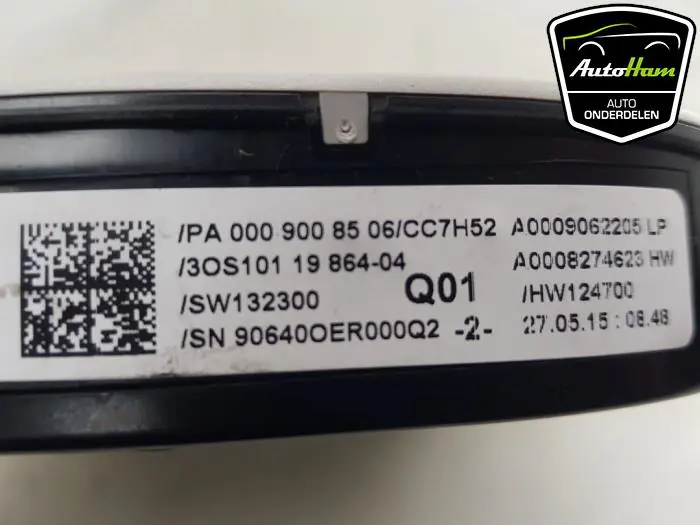 AutoHam
AUTO
ONDERDELEN
/PA 000 900 85 06/CC7H52 A0009062205 LP
/3OS101 19 864-04 A0008274623 HW
/SW132300 Q01 /HW124700
/SN 90640OER000Q2 -2- 27.05.15 : 08.48